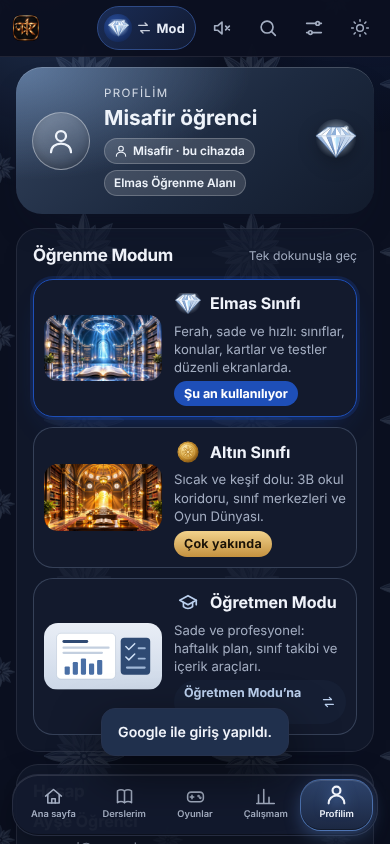 Mod
PROFİLİM
Misafir öğrenci
Misafir · bu cihazda
Elmas Öğrenme Alanı
Öğrenme Modum
Tek dokunuşla geç
Elmas Sınıfı
Ferah, sade ve hızlı: sınıflar,
konular, kartlar ve testler
düzenli ekranlarda.
Şu an kullanılıyor
Altın Sınıfı
Sıcak ve keşif dolu: 3B okul
koridoru, sınıf merkezleri ve
Oyun Dünyası.
Çok yakında
Öğretmen Modu
Sade ve profesyonel:
haftalık plan, sınıf takibi ve
içerik araçları.
Öğretmen Modu’na
Google ile giriş yapıldı.
Ana sayfa
Derslerim
Oyunlar
Çalışmam
Profilim